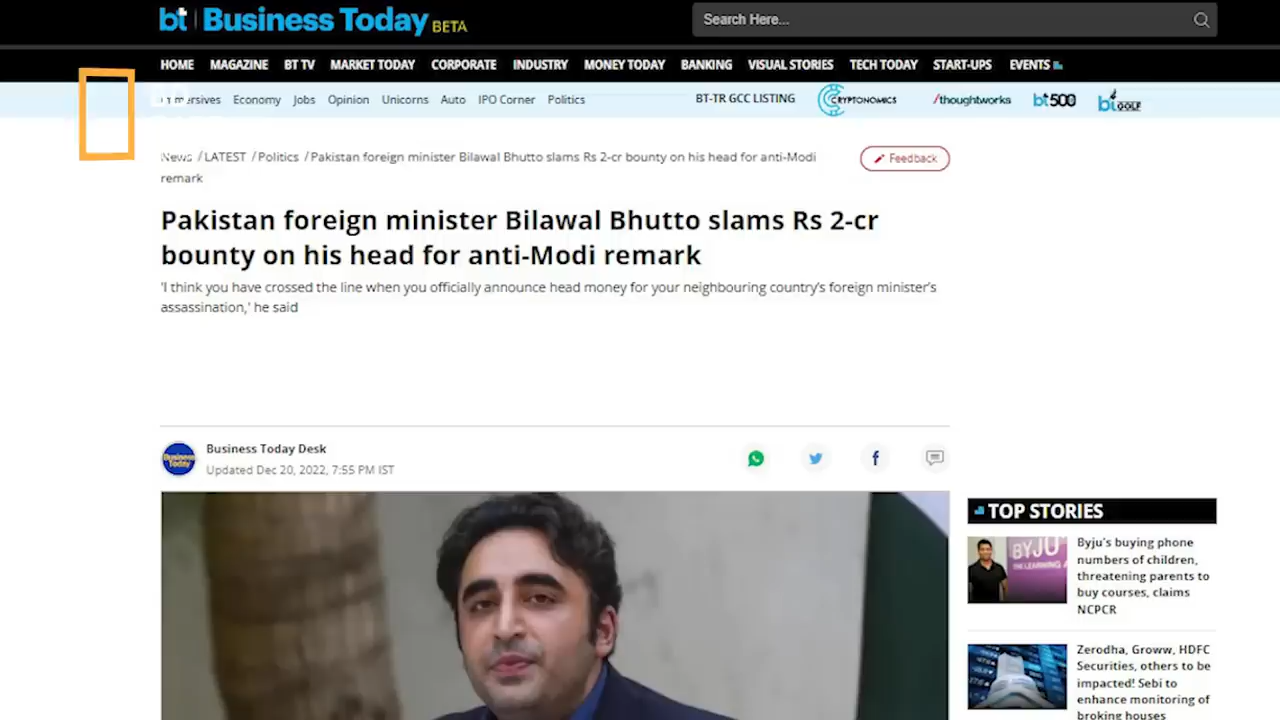 bt Business Today BETA
Search Here...
HOME MAGAZINE BT TV MARKET TODAY CORPORATE INDUSTRY MONEY TODAY BANKING VISUAL STORIES TECH TODAY START-UPS EVENTS
Economy Jobs Opinion Unicorns Auto IPO Corner Politics BT-TR GCC LISTING CRYPTONOMICS /thoughtworks bt500 bt GOLF
News /LATEST /Politics /Pakistan foreign minister Bilawal Bhutto slams Rs 2-cr bounty on his head for anti-Modi
remark
Feedback
Pakistan foreign minister Bilawal Bhutto slams Rs 2-cr
bounty on his head for anti-Modi remark
'I think you have crossed the line when you officially announce head money for your neighbouring country's foreign minister's
assassination,' he said
Business Today Desk
Updated Dec 20, 2022, 7:55 PM IST
Business
Today
TOP STORIES
BYJU
THE LEARNING A
Byju's buying phone
numbers of children,
threatening parents to
buy courses, claims
NCPCR
Zerodha, Groww, HDFC
Securities, others to be
impacted! Sebi to
enhance monitoring of
broking houses